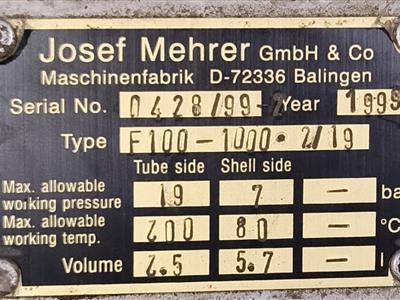 Josef Mehrer GmbH & Co
Maschinenfabrik D-72336 Balingen
Serial No. 0428/99-2 Year 1999
Type F100-1000-2/19
Tube side Shell side
Max. allowable working pressure 19 7 — ba
Max. allowable working temp. 200 80 — °C
Volume 2.5 5.7 — l